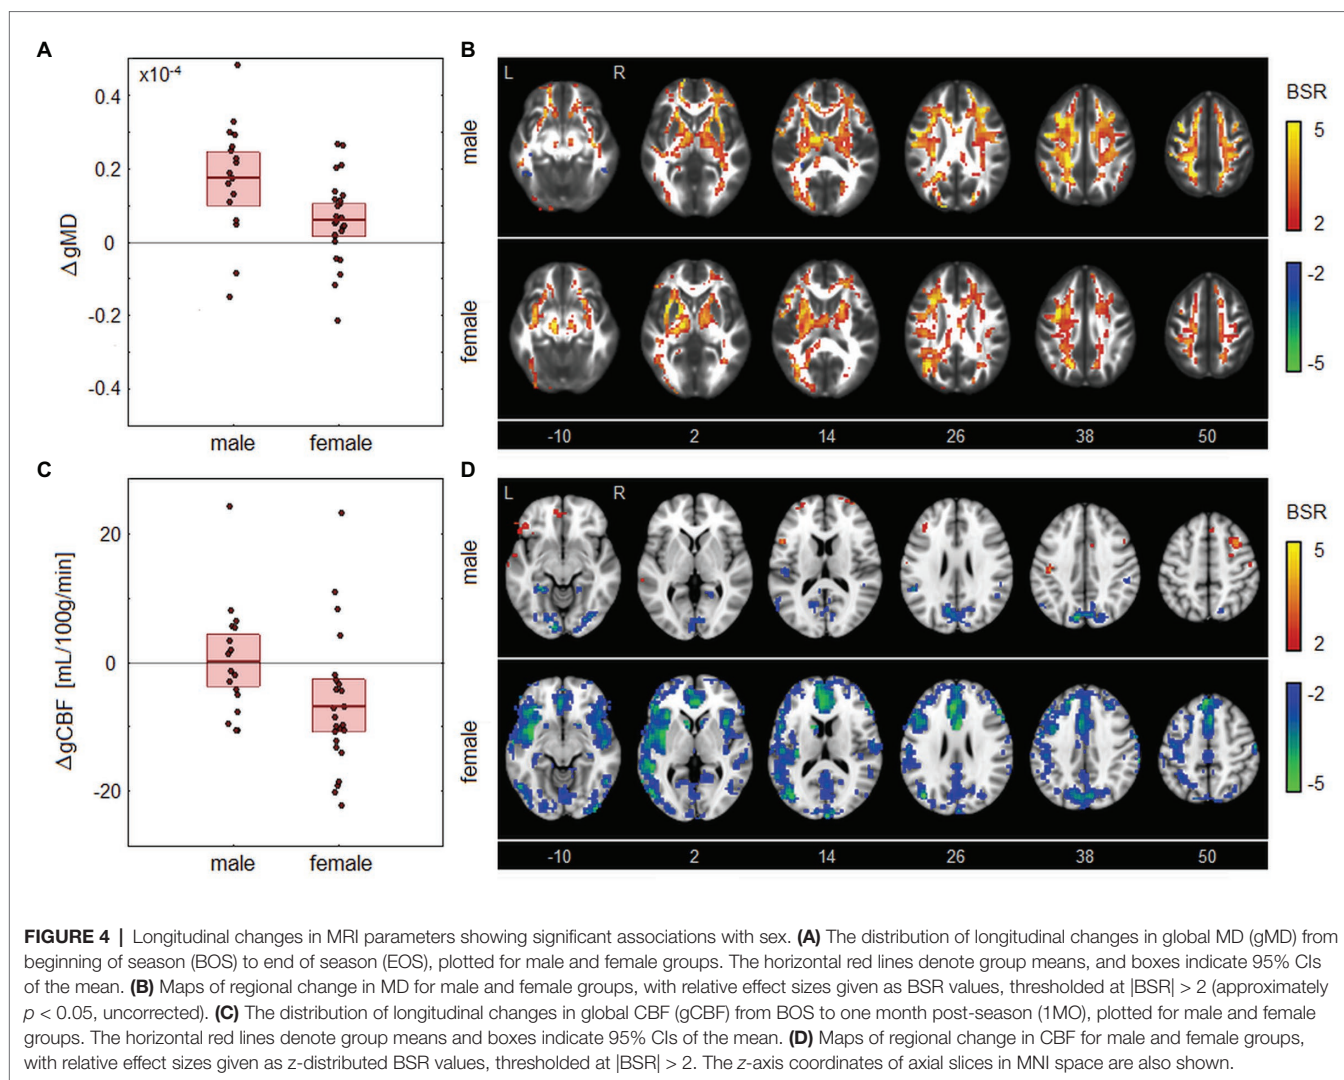 A
x10-4
0.4
0.2
0
-0.2
-0.4
ΔgMD
male
female
B
L
R
male
female
-10
2
14
26
38
50
BSR
5
2
-2
-5
C
20
0
-20
ΔgCBF [mL/100g/min]
male
female
D
L
R
male
female
-10
2
14
26
38
50
BSR
5
2
-2
-5
FIGURE 4 | Longitudinal changes in MRI parameters showing significant associations with sex. (A) The distribution of longitudinal changes in global MD (gMD) from
beginning of season (BOS) to end of season (EOS), plotted for male and female groups. The horizontal red lines denote group means, and boxes indicate 95% CIs
of the mean. (B) Maps of regional change in MD for male and female groups, with relative effect sizes given as BSR values, thresholded at |BSR| > 2 (approximately
p < 0.05, uncorrected). (C) The distribution of longitudinal changes in global CBF (gCBF) from BOS to one month post-season (1MO), plotted for male and female
groups. The horizontal red lines denote group means and boxes indicate 95% CIs of the mean. (D) Maps of regional change in CBF for male and female groups,
with relative effect sizes given as z-distributed BSR values, thresholded at |BSR| > 2. The z-axis coordinates of axial slices in MNI space are also shown.